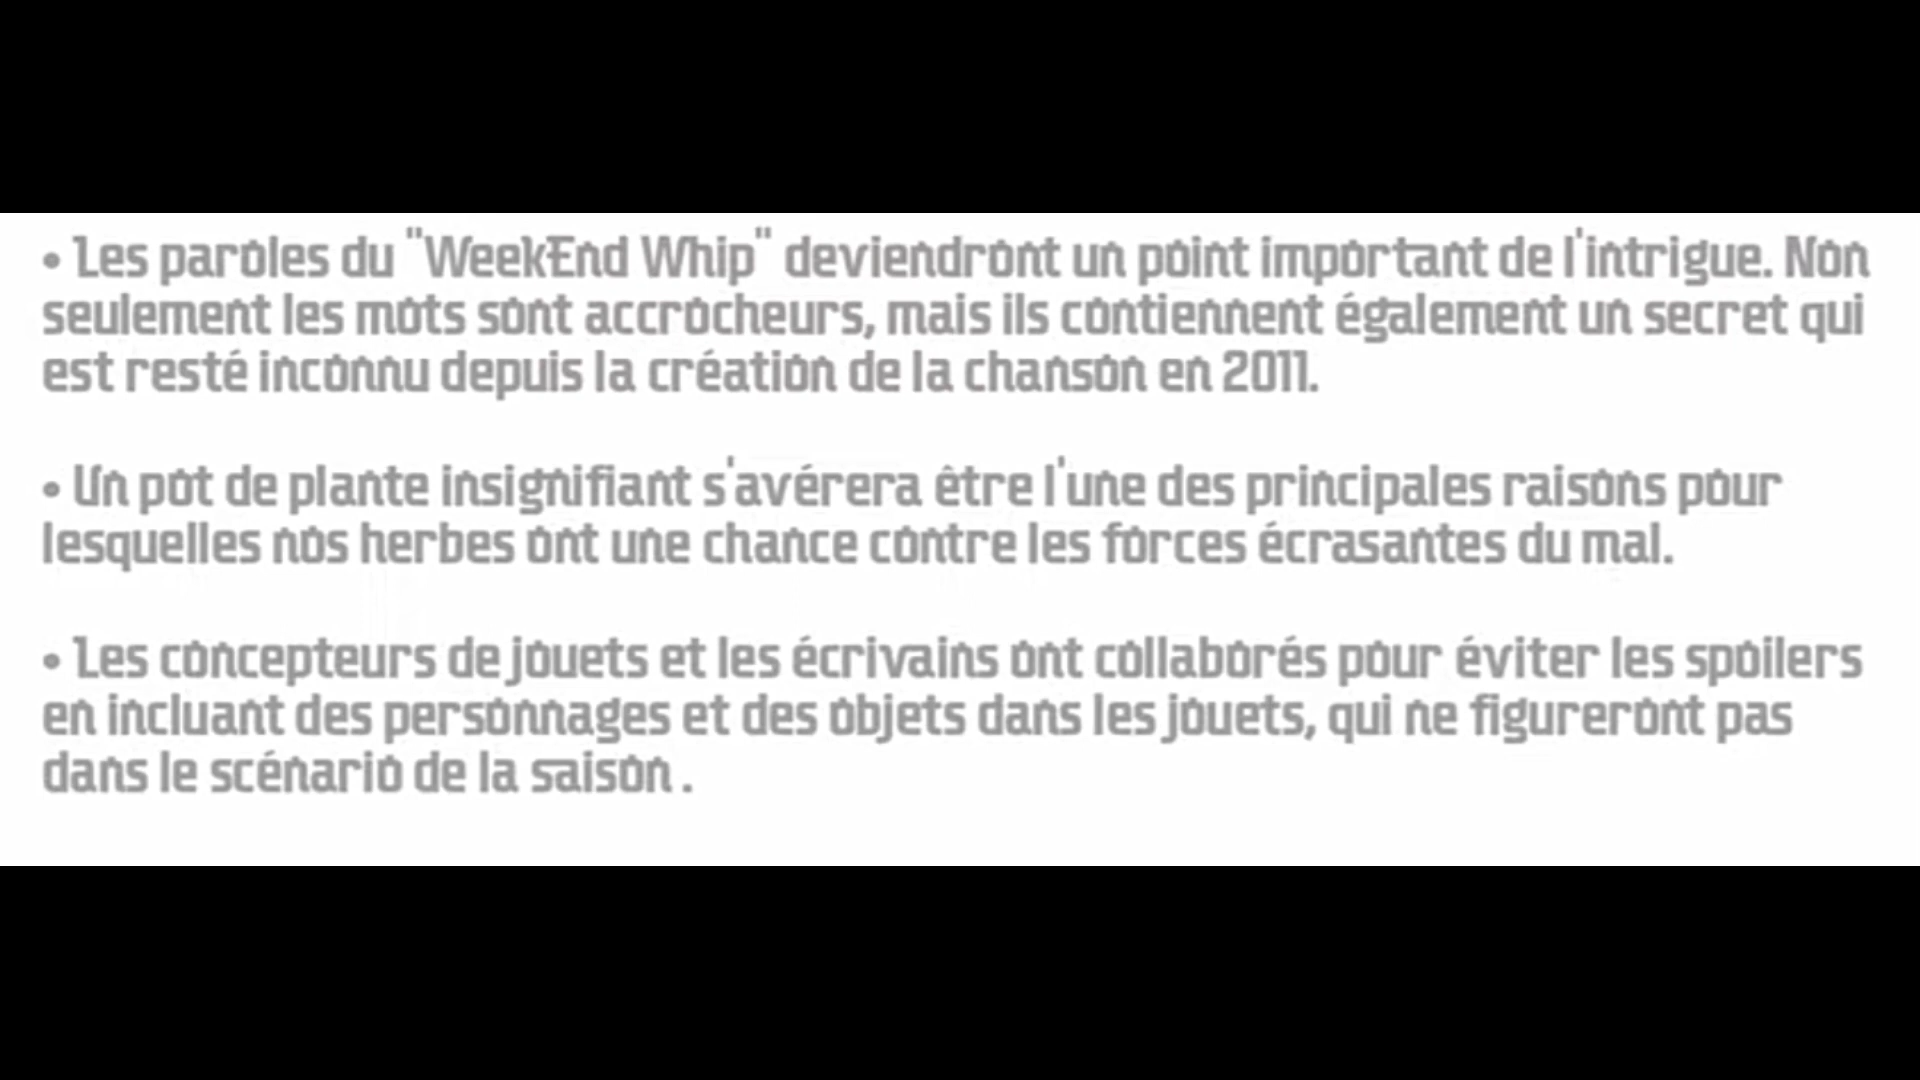 • Les paroles du "WeekEnd Whip" deviendront un point important de l'intrigue. Non
seulement les mots sont accrocheurs, mais ils contiennent également un secret qui
est resté inconnu depuis la création de la chanson en 2011.
• Un pot de plante insignifiant s'avérera être l'une des principales raisons pour
lesquelles nos herbes ont une chance contre les forces écrasantes du mal.
• Les concepteurs de jouets et les écrivains ont collaborés pour éviter les spoilers
en incluant des personnages et des objets dans les jouets, qui ne figureront pas
dans le scénario de la saison .